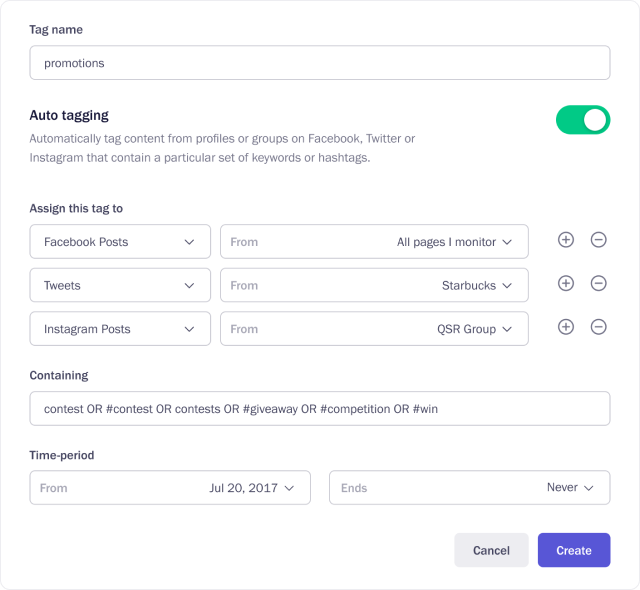 Tag name
promotions
Auto tagging
Automatically tag content from profiles or groups on Facebook, Twitter or
Instagram that contain a particular set of keywords or hashtags.
Assign this tag to
Facebook Posts From All pages I monitor
Tweets From Starbucks
Instagram Posts From QSR Group
Containing
contest OR #contest OR contests OR #giveaway OR #competition OR #win
Time-period
From Jul 20, 2017 Ends Never
Cancel Create